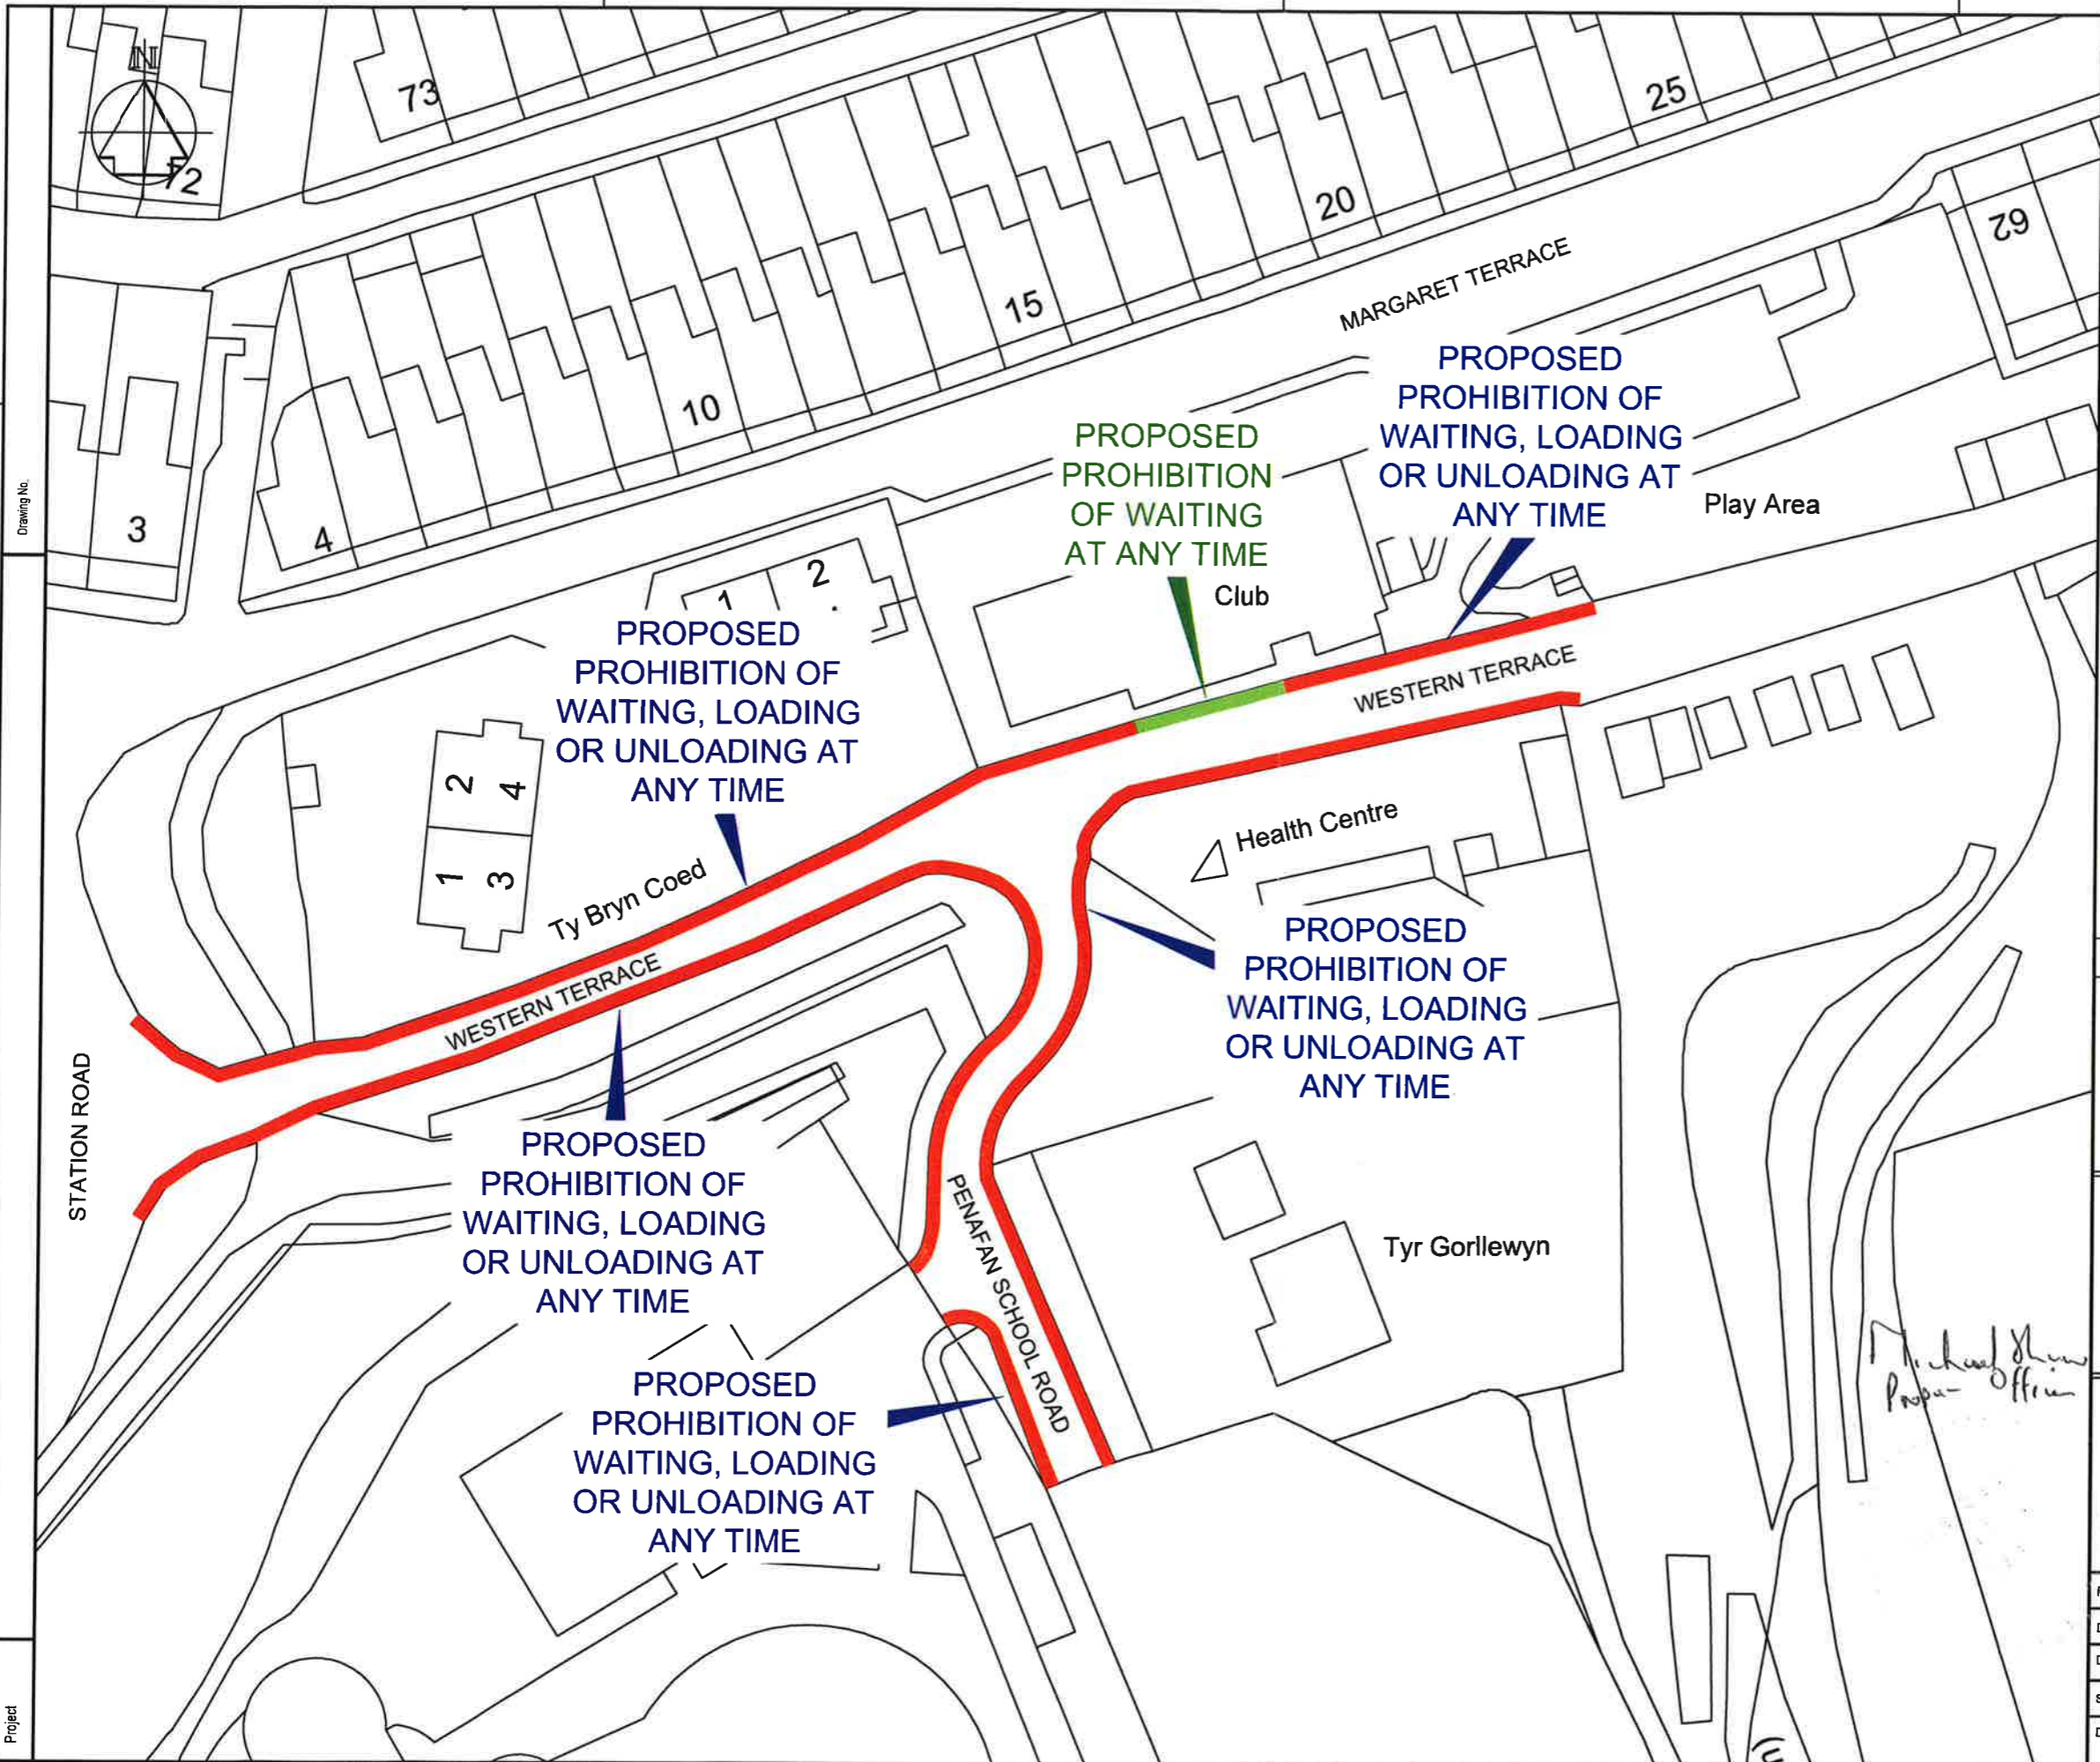 N
72
73
25
20
62
MARGARET TERRACE
15
10
4
3
Drawing No.
PROPOSED
PROHIBITION OF
WAITING, LOADING
OR UNLOADING AT
ANY TIME
PROPOSED
PROHIBITION
OF WAITING
AT ANY TIME
Play Area
Club
1
2
PROPOSED
PROHIBITION OF
WAITING, LOADING
OR UNLOADING AT
ANY TIME
WESTERN TERRACE
2
4
1
3
Health Centre
Ty Bryn Coed
WESTERN TERRACE
PROPOSED
PROHIBITION OF
WAITING, LOADING
OR UNLOADING AT
ANY TIME
STATION ROAD
PROPOSED
PROHIBITION OF
WAITING, LOADING
OR UNLOADING AT
ANY TIME
PENAFAN SCHOOL ROAD
Tyr Gorllewyn
PROPOSED
PROHIBITION OF
WAITING, LOADING
OR UNLOADING AT
ANY TIME
Michael
Project